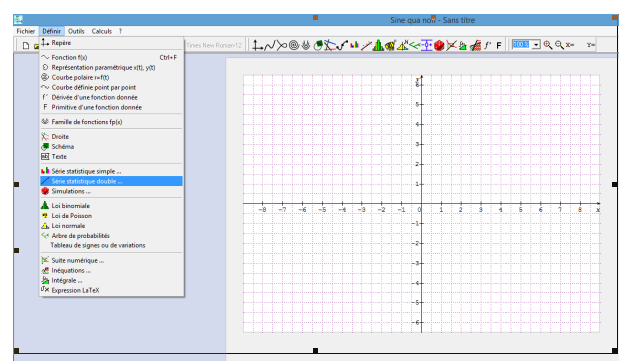 Sine qua non - Sans titre
Fichier Définir Outils Calculs ?
Repère
Fonction f(x) Ctrl+F
Représentation paramétrique x(t), y(t)
Courbe polaire r=f(t)
Courbe définie point par point
f' Dérivée d'une fonction donnée
F Primitive d'une fonction donnée
Famille de fonctions fp(x)
Droite
Schéma
Texte
Série statistique simple ...
Série statistique double ...
Simulations ...
Loi binomiale
Loi de Poisson
Loi normale
Arbre de probabilités
Tableau de signes ou de variations
Suite numérique ...
Inéquations ...
Intégrale ...
Expression LaTeX
Times New Roman>12
f' F 100 % x= y=
y
6
4
3
2
1
-8 -7 -6 -5 -4 -3 -2 -1 0 1 2 3 4 5 6 7 8 x
-1
-2
-3
-4
-5
-6